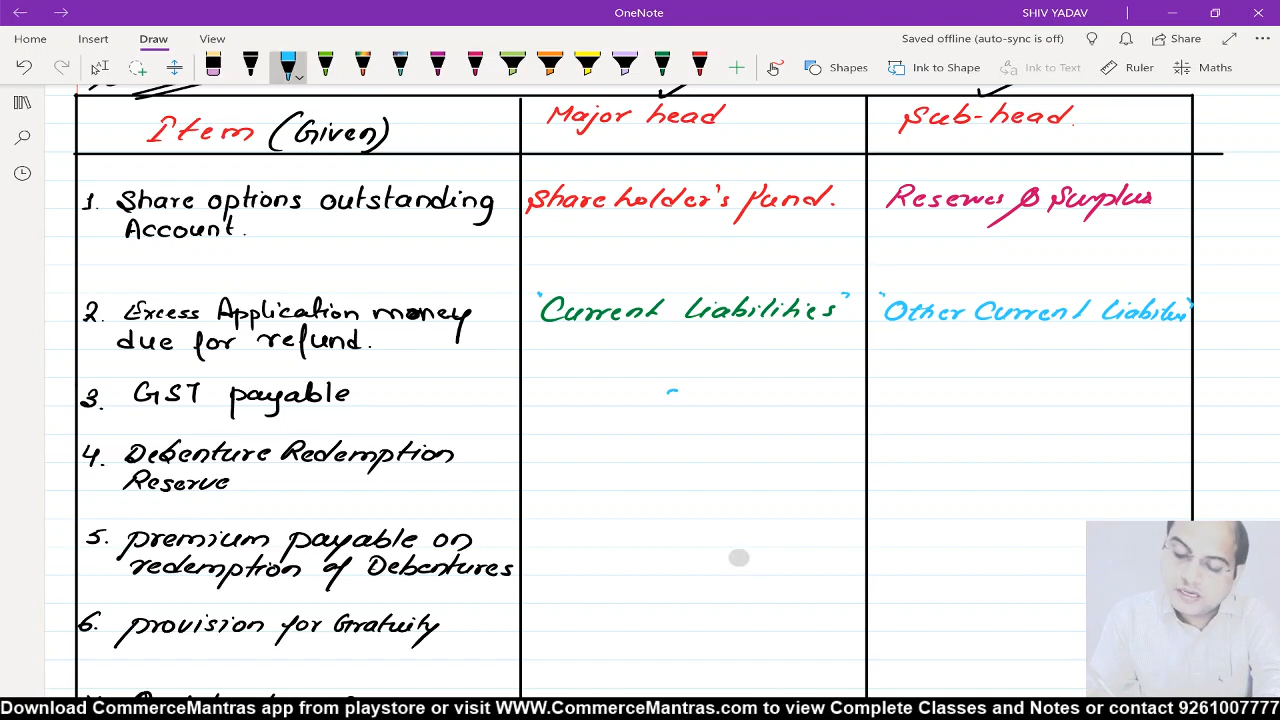 OneNote
SHIV YADAV
Home Insert Draw View
Saved offline (auto-sync is off)
Share
Shapes
Ink to Shape
Ink to Text
Ruler
Maths
Item (Given)
Major head
Sub-head.
1. Share options outstanding
Account.
Shareholder's Fund.
Reserves & Surplus
2. Excess Application money
due for refund.
"Current Liabilities"
"Other Current Liabilities"
3. GST payable
4. Debenture Redemption
Reserve
5. premium payable on
redemption of Debentures
6. provision for Gratuity
Download CommerceMantras app from playstore or visit WWW.CommerceMantras.com to view Complete Classes and Notes or contact 9261007777